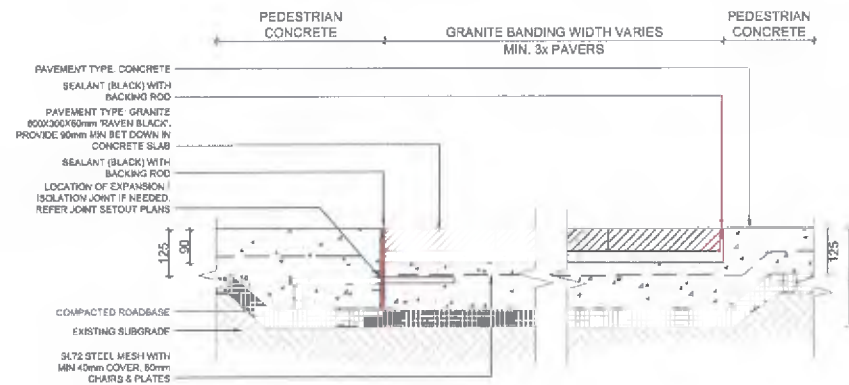 PEDESTRIAN
CONCRETE
GRANITE BANDING WIDTH VARIES
MIN. 3x PAVERS
PEDESTRIAN
CONCRETE
PAVEMENT TYPE: CONCRETE
SEALANT (BLACK) WITH
BACKING ROD
PAVEMENT TYPE: GRANITE
600X300X60mm 'RAVEN BLACK'.
PROVIDE 90mm MIN SET DOWN IN
CONCRETE SLAB
SEALANT (BLACK) WITH
BACKING ROD
LOCATION OF EXPANSION /
ISOLATION JOINT IF NEEDED.
REFER JOINT SETOUT PLANS
125
90
125
COMPACTED ROADBASE
EXISTING SUBGRADE
SL72 STEEL MESH WITH
MIN 40mm COVER,
CHAIRS & PLATES